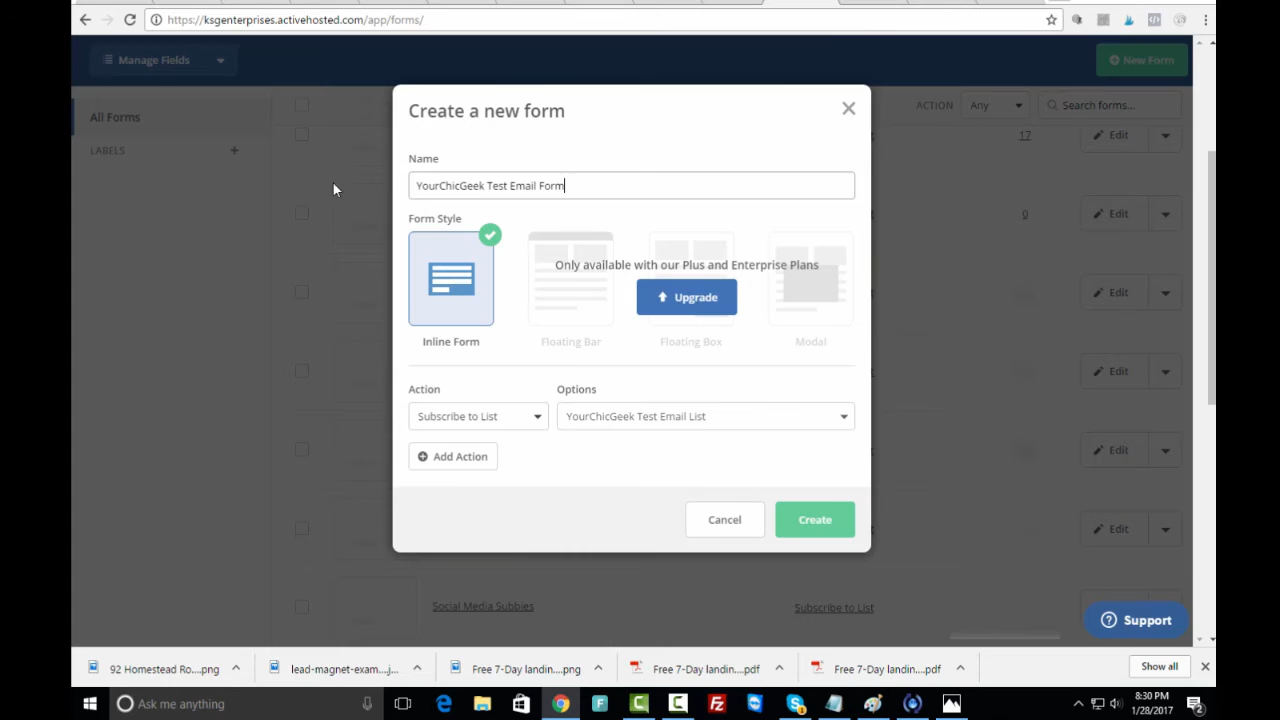 https://ksgenterprises.activehosted.com/app/forms/
Manage Fields
New Form
All Forms
LABELS
ACTION
Any
Search forms...
17
Edit
0
Edit
Edit
Edit
Edit
Edit
Create a new form
Name
YourChicGeek Test Email Form
Form Style
Only available with our Plus and Enterprise Plans
Upgrade
Inline Form
Floating Bar
Floating Box
Modal
Action
Options
Subscribe to List
YourChicGeek Test Email List
Add Action
Cancel
Create
Social Media Subbies
Subscribe to List
Support
92 Homestead Ro....png
lead-magnet-exam....j...
Free 7-Day landin....png
Free 7-Day landin....pdf
Free 7-Day landin....pdf
Show all
Ask me anything
8:30 PM
1/28/2017
2